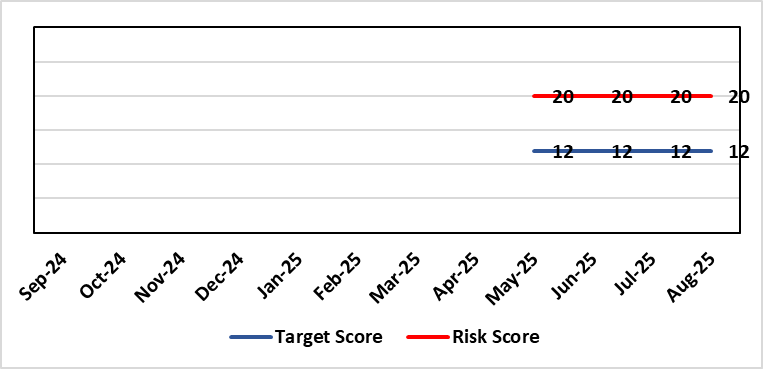 20 20 20 20
12 12 12 12
Sep-24 Oct-24 Nov-24 Dec-24 Jan-25 Feb-25 Mar-25 Apr-25 May-25 Jun-25 Jul-25 Aug-25
Target Score Risk Score